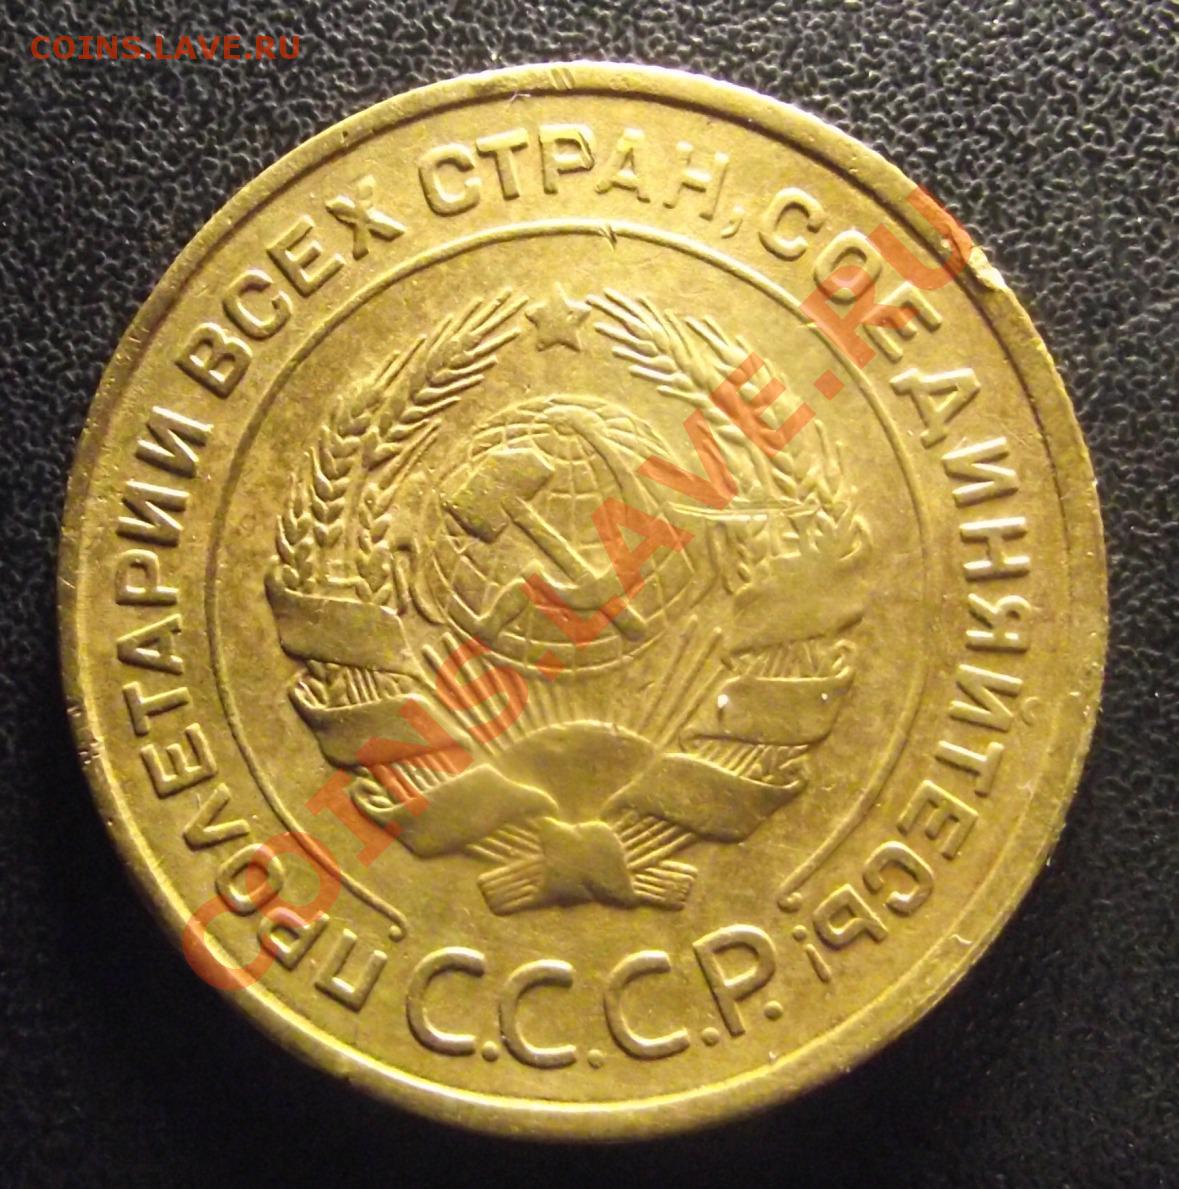 COINS.LAVE.RU
ПРОЛЕТАРИИ ВСЕХ СТРАН, СОЕДИНЯЙТЕСЬ!
С.С.С.Р.
COINS.LAVE.RU